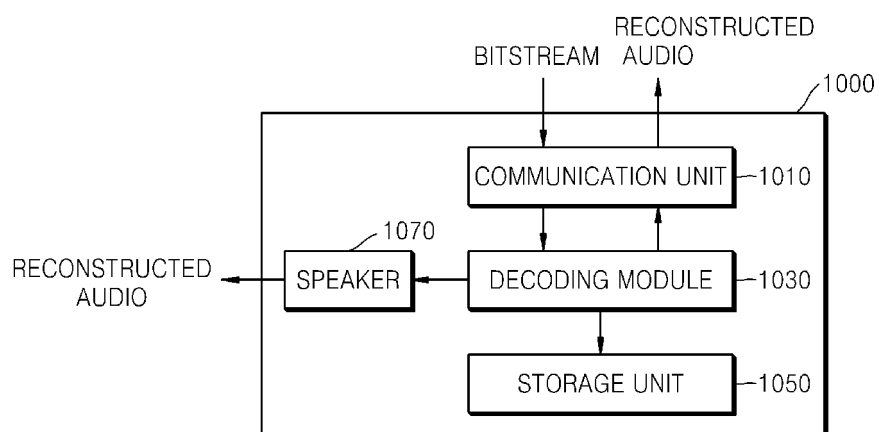 RECONSTRUCTED
AUDIO
BITSTREAM
1000
COMMUNICATION UNIT
1010
1070
RECONSTRUCTED
AUDIO
SPEAKER
DECODING MODULE
1030
STORAGE UNIT
1050